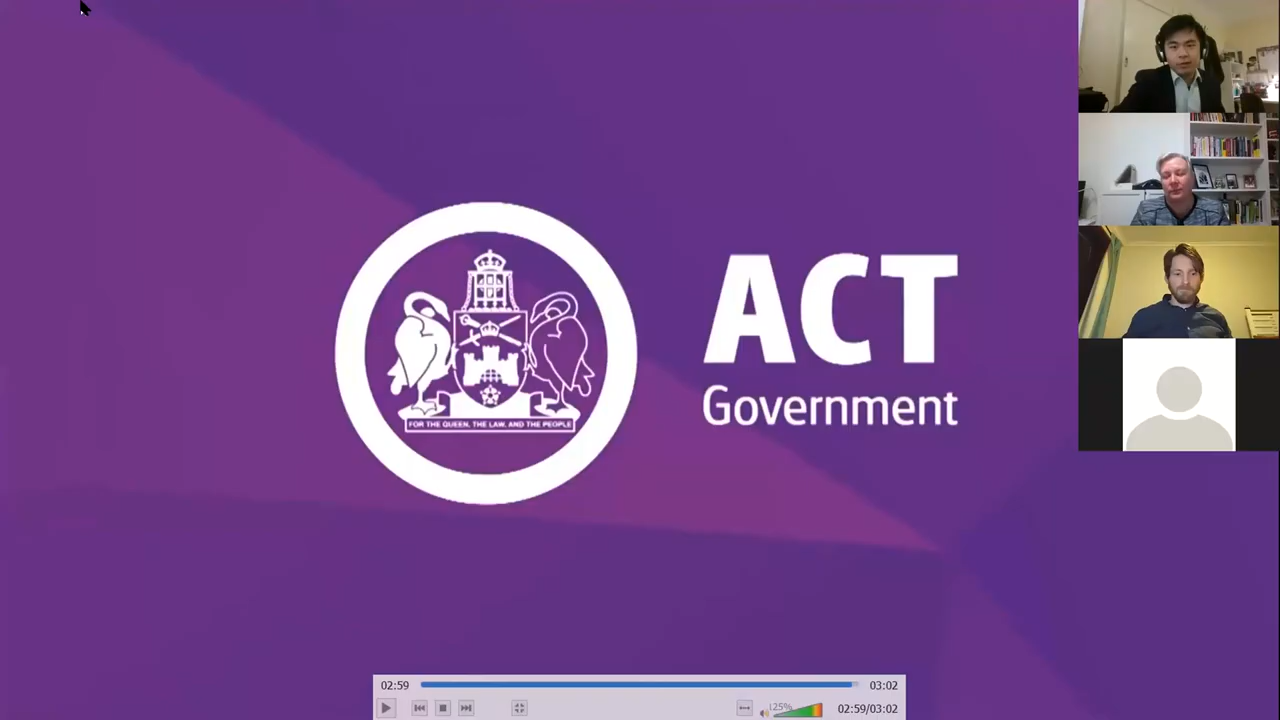 ACT
Government
FOR THE QUEEN, THE LAW, AND THE PEOPLE
02:59
03:02
125%
02:59/03:02